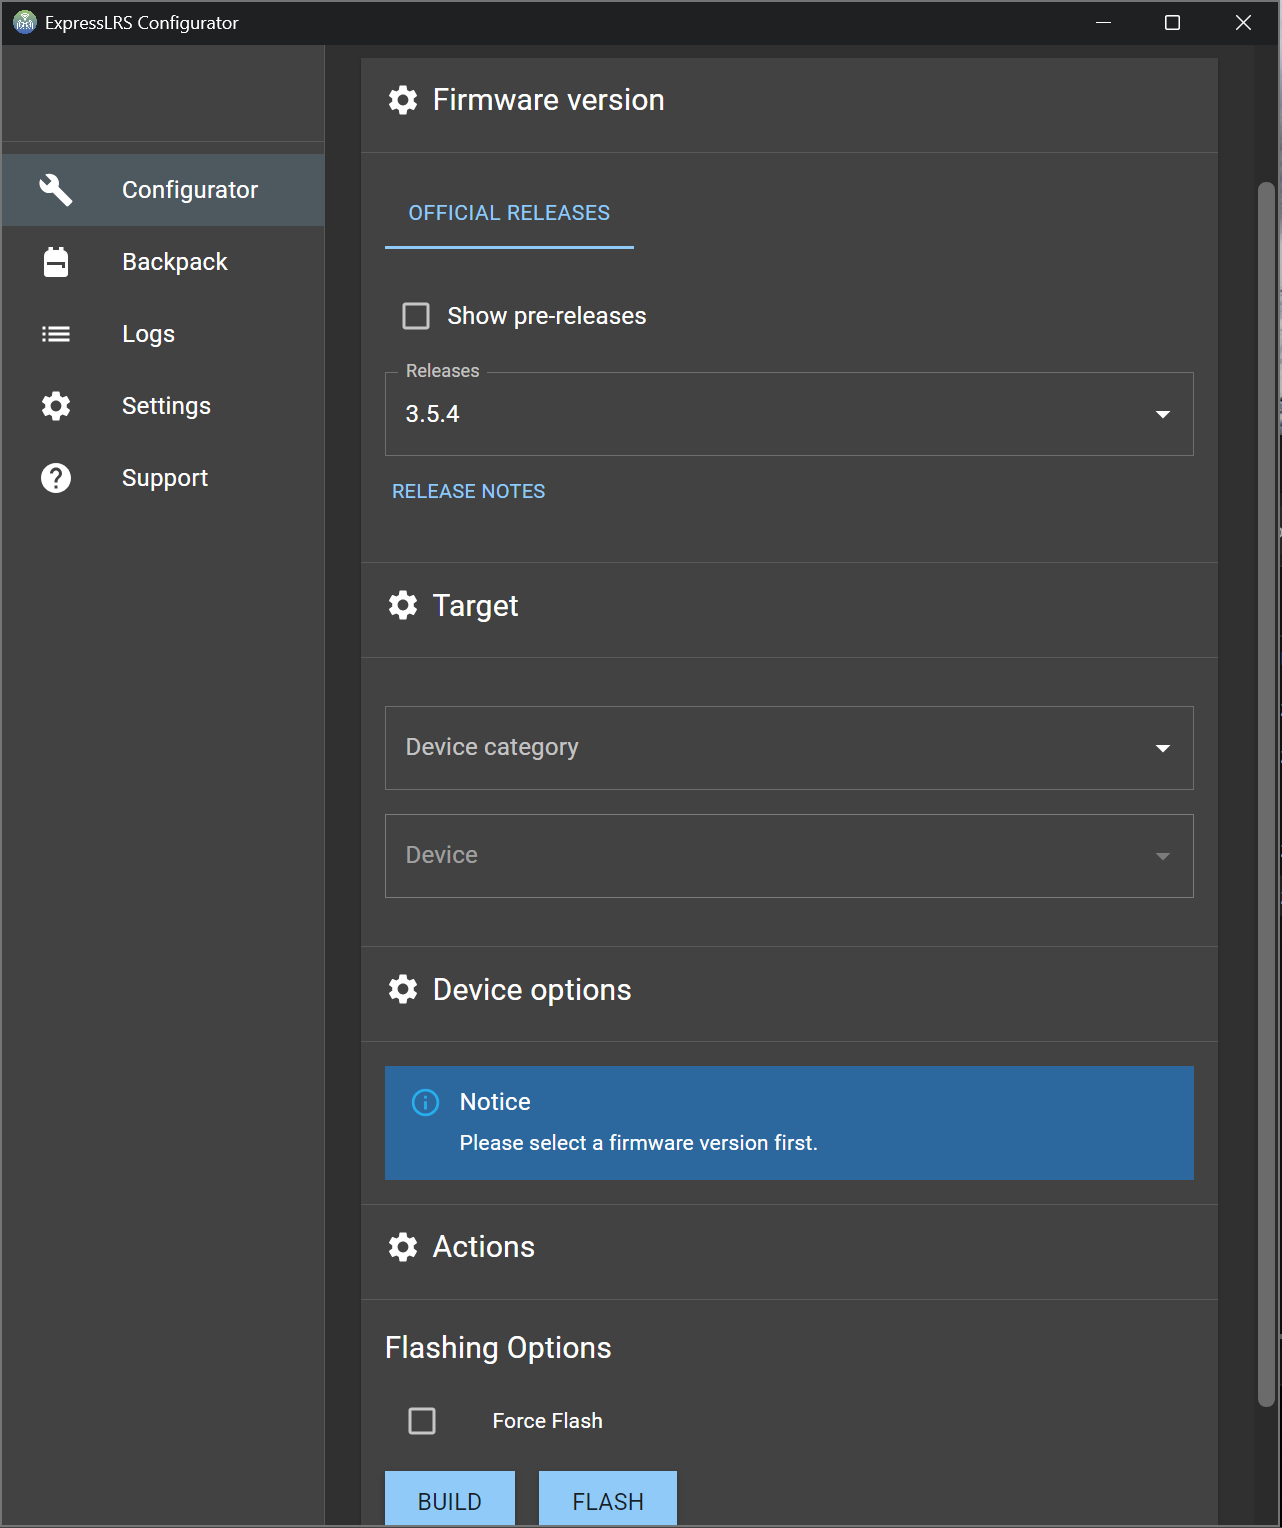 ExpressLRS Configurator
Configurator
Backpack
Logs
Settings
Support
Firmware version
OFFICIAL RELEASES
Show pre-releases
Releases
3.5.4
RELEASE NOTES
Target
Device category
Device
Device options
Notice
Please select a firmware version first.
Actions
Flashing Options
Force Flash
BUILD FLASH